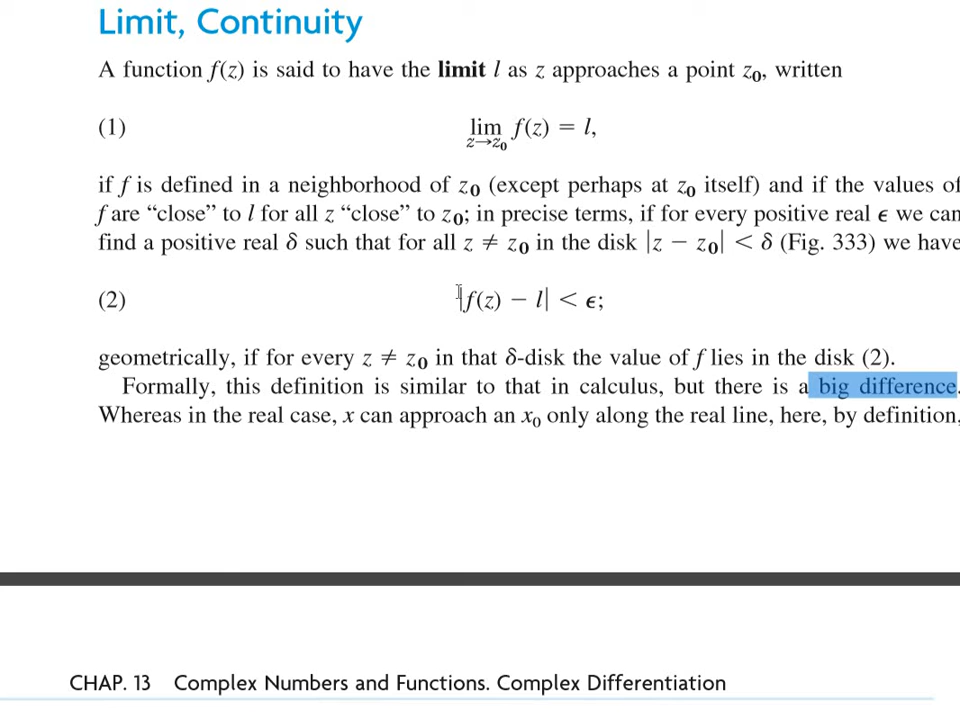 Limit, Continuity
A function f(z) is said to have the limit l as z approaches a point z₀, written
(1) lim f(z) = l,
z→z₀
if f is defined in a neighborhood of z₀ (except perhaps at z₀ itself) and if the values of
f are “close” to l for all z “close” to z₀; in precise terms, if for every positive real ϵ we can
find a positive real δ such that for all z ≠ z₀ in the disk |z − z₀| < δ (Fig. 333) we have
(2) |f(z) − l| < ϵ;
geometrically, if for every z ≠ z₀ in that δ-disk the value of f lies in the disk (2).
Formally, this definition is similar to that in calculus, but there is a big difference.
Whereas in the real case, x can approach an x₀ only along the real line, here, by definition,
CHAP. 13 Complex Numbers and Functions. Complex Differentiation